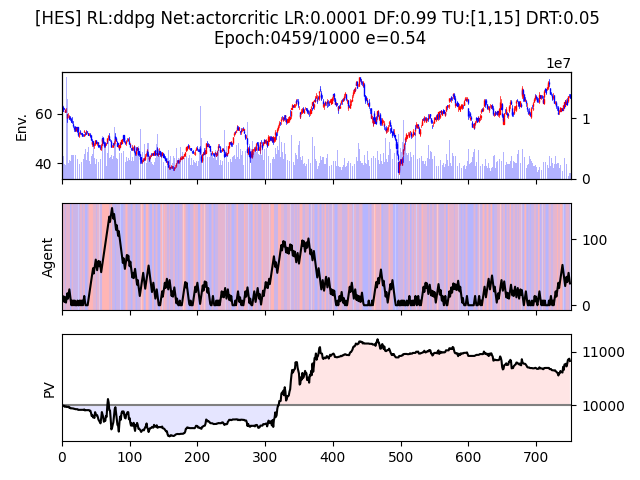 [HES] RL:ddpg Net:actorcritic LR:0.0001 DF:0.99 TU:[1,15] DRT:0.05
Epoch:0459/1000 e=0.54
1e7
Env.
60
40
1
0
Agent
100
0
PV
11000
10000
0 100 200 300 400 500 600 700